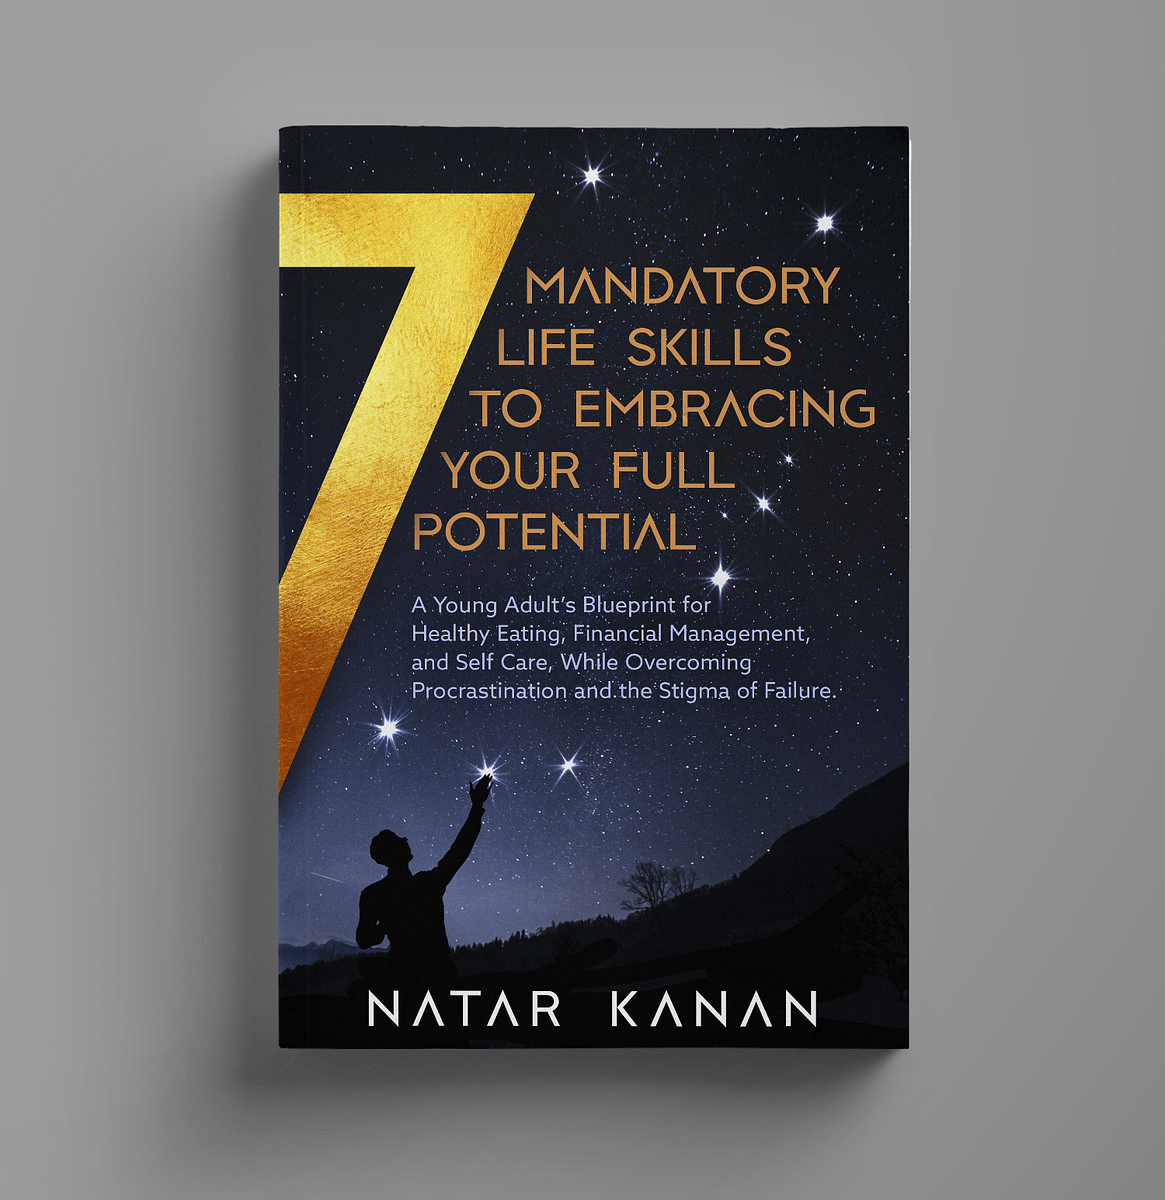 7
MANDATORY
LIFE SKILLS
TO EMBRACING
YOUR FULL
POTENTIAL
A Young Adult's Blueprint for
Healthy Eating, Financial Management,
and Self Care, While Overcoming
Procrastination and the Stigma of Failure.
NATAR KANAN